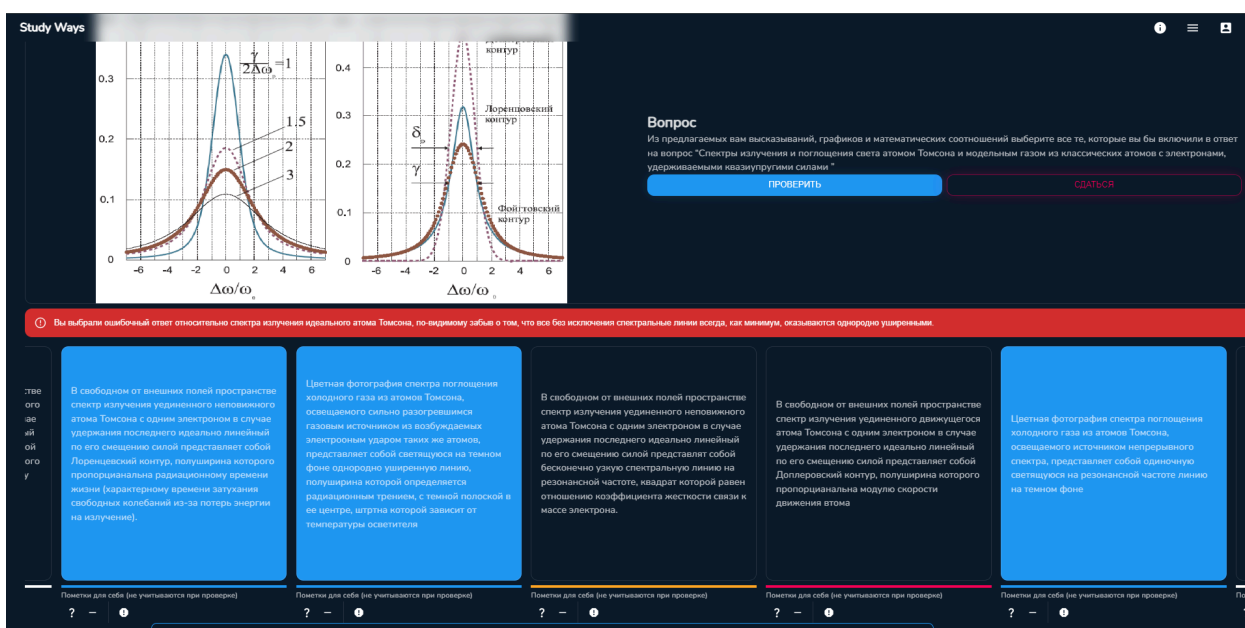 Study Ways
контур
γ
2Δω
=1
0.3
0.2
0.1
0
1.5
2
3
-6 -4 -2 0 2 4 6
Δω/ω
0.4
0.3
0.2
0.1
0
Лоренцовский
контур
δ
γ
Фойгтовский
контур
-6 -4 -2 0 2 4 6
Δω/ω
Вопрос
Из предлагаемых вам высказываний, графиков и математических соотношений выберите все те, которые вы бы включили в ответ
на вопрос "Спектры излучения и поглощения света атомом Томсона и модельным газом из классических атомов с электронами,
удерживаемыми квазиупругими силами "
ПРОВЕРИТЬ
СДАТЬСЯ
Вы выбрали ошибочный ответ относительно спектра излучения идеального атома Томсона, по-видимому забыв о том, что все без исключения спектральные линии всегда, как минимум, оказываются однородно уширенными.
В свободном от внешних полей пространстве
спектр излучения уединенного неповижного
атома Томсона с одним электроном в случае
удержания последнего идеально линейный
по его смещению силой представляет собой
Лоренцевский контур, полуширина которого
пропорцианальна радиационному времени
жизни (характерному времени затухания
свободных колебаний из-за потерь энергии
на излучение).
Цветная фотография спектра поглощения
холодного газа из атомов Томсона,
освещаемого сильно разогревшимся
газовым источником из возбуждаемых
электрооным ударом таких же атомов,
представляет собой светящуюся на темном
фоне однородно уширенную линию,
полуширина которой определяется
радиационным трением, с темной полоской в
ее центре, штртна которой зависит от
температуры осветителя
В свободном от внешних полей пространстве
спектр излучения уединенного неповижного
атома Томсона с одним электроном в случае
удержания последнего идеально линейный
по его смещению силой представлят собой
бесконечно узкую спектральную линию на
резонасной частоте, квадрат которой равен
отношению коэффициента жесткости связи к
массе электрона.
В свободном от внешних полей пространстве
спектр излучения уединенного движущегося
атома Томсона с одним электроном в случае
удержания последнего идеально линейный
по его смещению силой представляет собой
Доплеровский контур, полуширина которого
пропорцианальна модулю скорости
движения втома
Цветная фотография спектра поглощения
холодного газа из атомов Томсона,
освещаемого источником непрерывного
спектра, представляет собой одиночную
светящуюся на резонасной частоте линию
на темном фоне
Пометки для себя (не учитываются при проверке)
Пометки для себя (не учитываются при проверке)
Пометки для себя (не учитываются при проверке)
Пометки для себя (не учитываются при проверке)
Пометки для себя (не учитываются при проверке)
? –
? –
? –
? –
? –